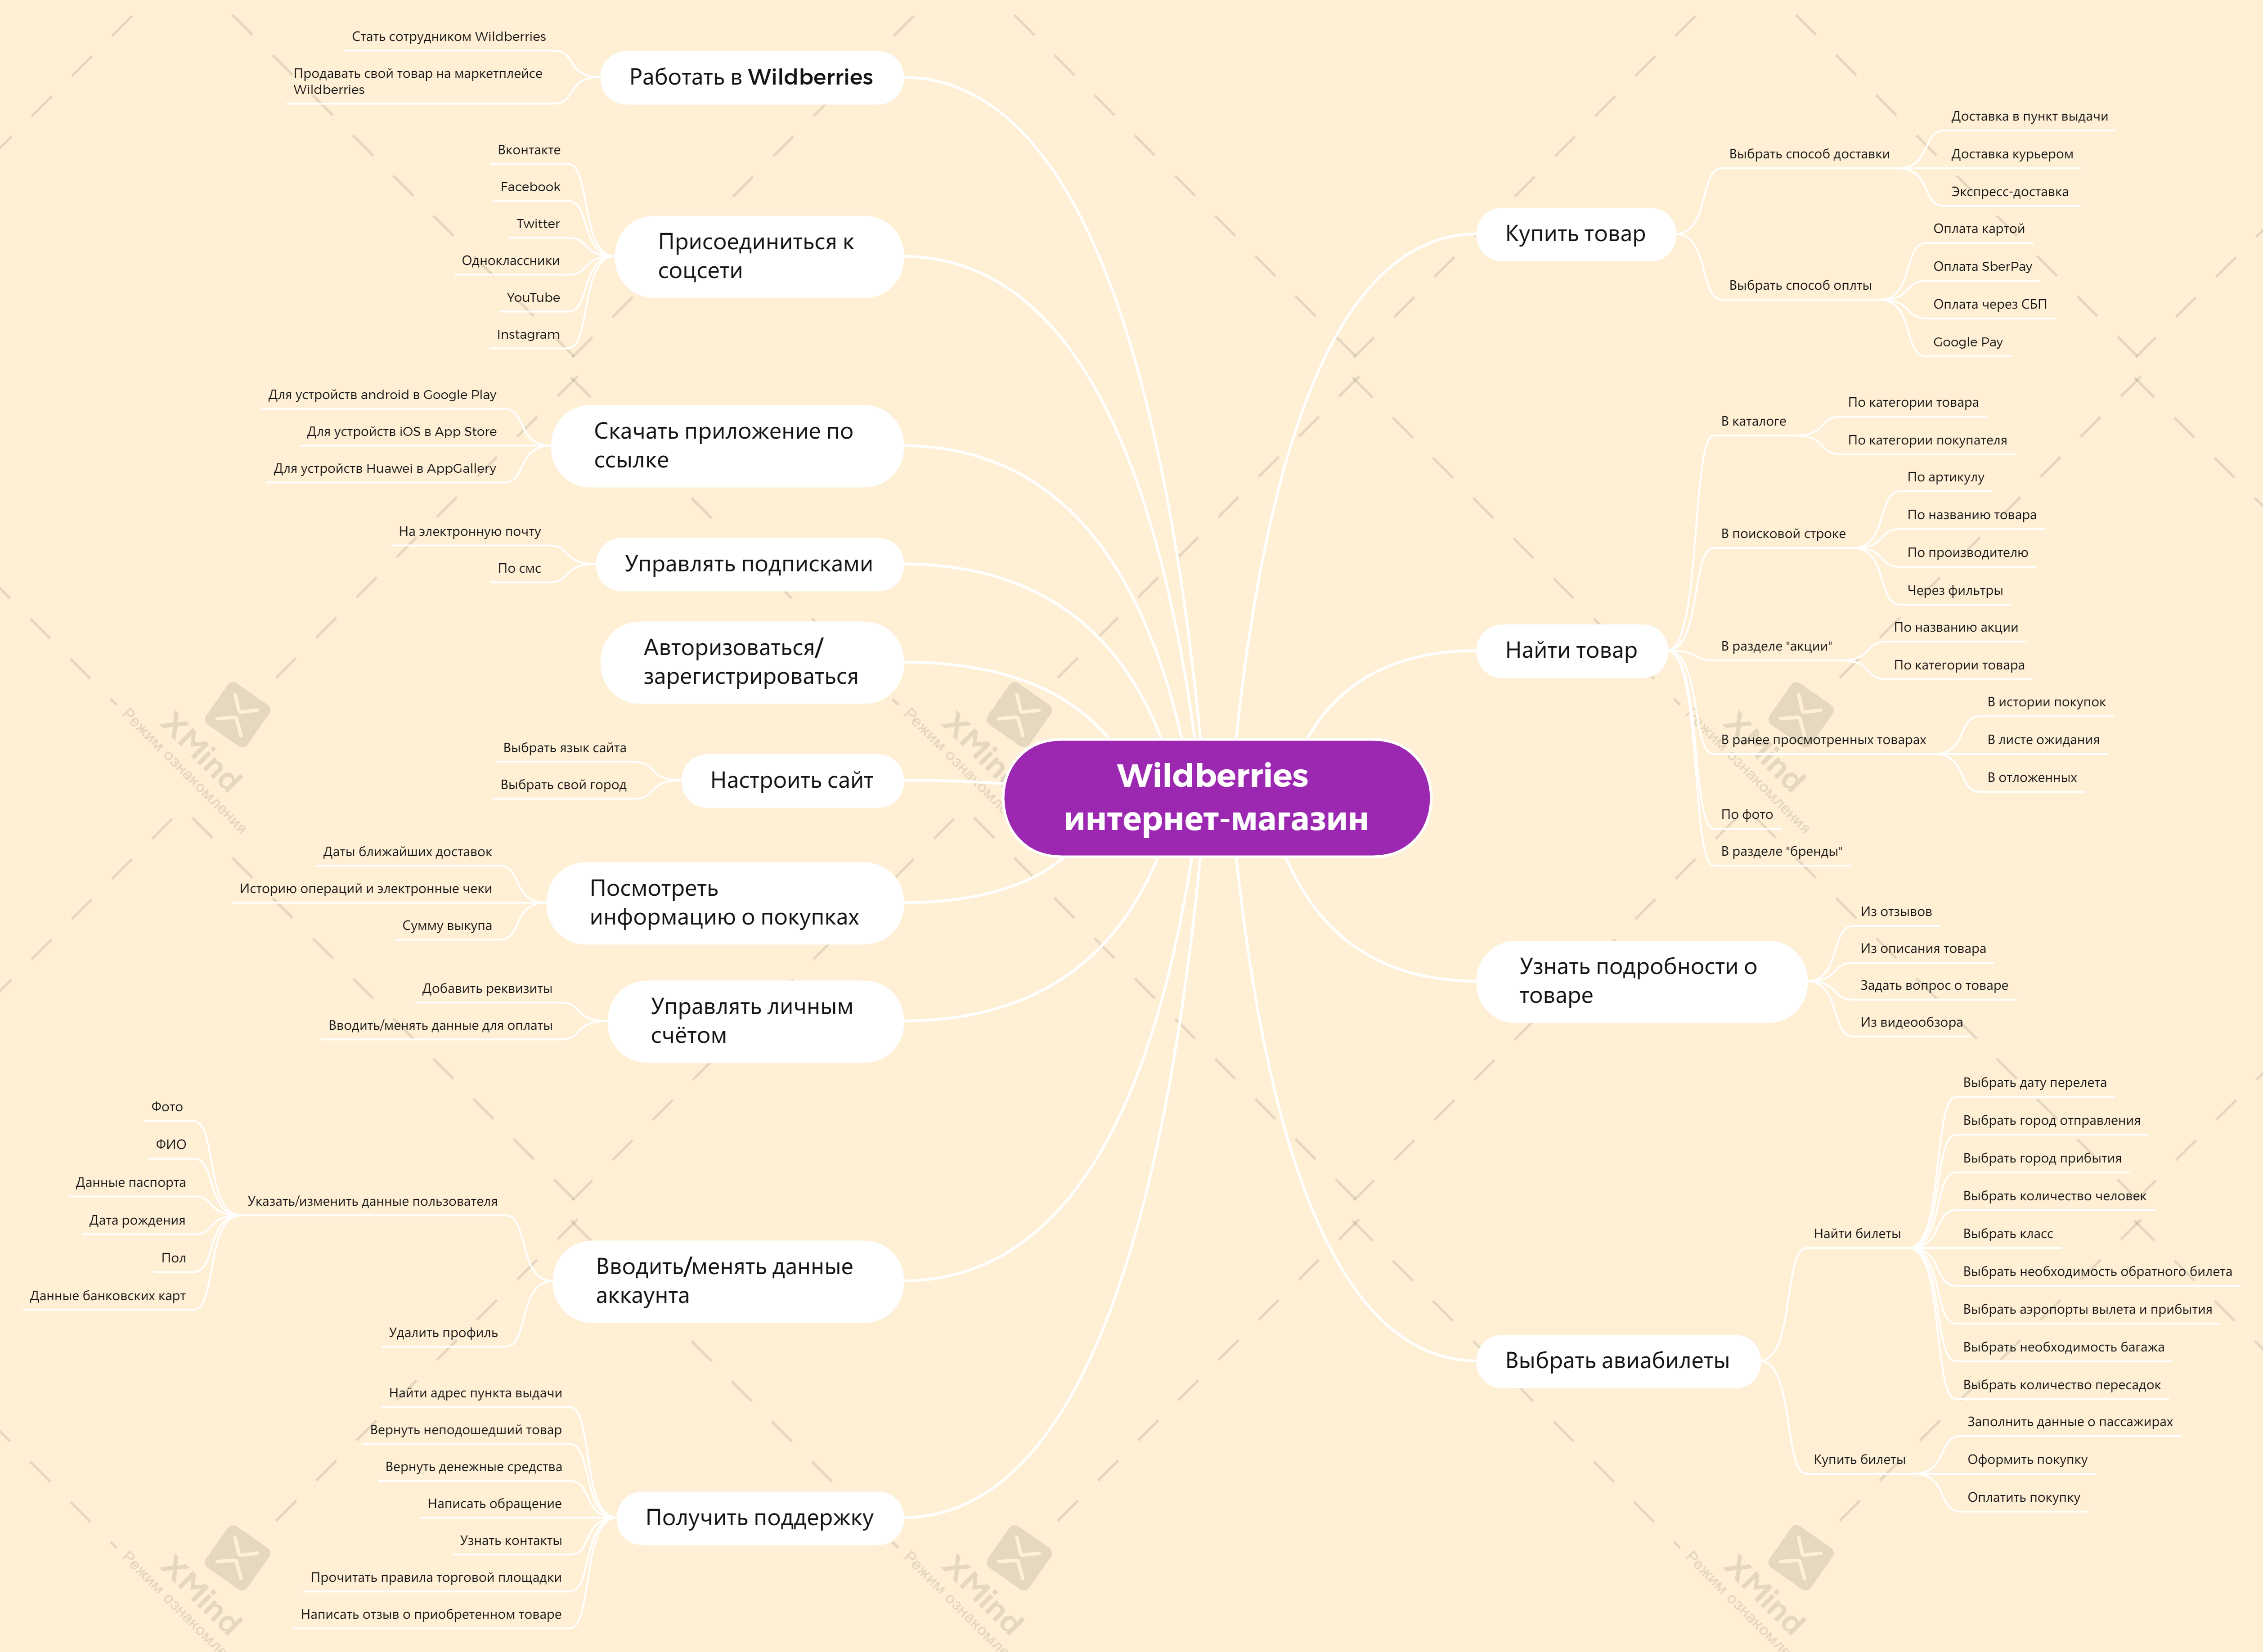 Wildberries
интернет-магазин
Купить товар
Выбрать способ доставки
Доставка в пункт выдачи
Доставка курьером
Экспресс-доставка
Выбрать способ оплты
Оплата картой
Оплата SberPay
Оплата через СБП
Google Pay
Найти товар
В каталоге
По категории товара
По категории покупателя
В поисковой строке
По артикулу
По названию товара
По производителю
Через фильтры
В разделе "акции"
По названию акции
По категории товара
В ранее просмотренных товарах
В истории покупок
В листе ожидания
В отложенных
По фото
В разделе "бренды"
Узнать подробности о
товаре
Из отзывов
Из описания товара
Задать вопрос о товаре
Из видеообзора
Выбрать авиабилеты
Найти билеты
Выбрать дату перелета
Выбрать город отправления
Выбрать город прибытия
Выбрать количество человек
Выбрать класс
Выбрать необходимость обратного билета
Выбрать аэропорты вылета и прибытия
Выбрать необходимость багажа
Выбрать количество пересадок
Купить билеты
Заполнить данные о пассажирах
Оформить покупку
Оплатить покупку
Работать в Wildberries
Стать сотрудником Wildberries
Продавать свой товар на маркетплейсе
Wildberries
Присоединиться к
соцсети
Вконтакте
Facebook
Twitter
Одноклассники
YouTube
Instagram
Скачать приложение по
ссылке
Для устройств android в Google Play
Для устройств iOS в App Store
Для устройств Huawei в AppGallery
Управлять подписками
На электронную почту
По смс
Авторизоваться/
зарегистрироваться
Настроить сайт
Выбрать язык сайта
Выбрать свой город
Посмотреть
информацию о покупках
Даты ближайших доставок
Историю операций и электронные чеки
Сумму выкупа
Управлять личным
счётом
Добавить реквизиты
Вводить/менять данные для оплаты
Вводить/менять данные
аккаунта
Указать/изменить данные пользователя
Фото
ФИО
Данные паспорта
Дата рождения
Пол
Данные банковских карт
Удалить профиль
Получить поддержку
Найти адрес пункта выдачи
Вернуть неподошедший товар
Вернуть денежные средства
Написать обращение
Узнать контакты
Прочитать правила торговой площадки
Написать отзыв о приобретенном товаре
XMind
Режим ознакомления
XMind
Режим
XMind
Режим ознакомления
XMind
Режим
XMind
Режим
XMind
Режим